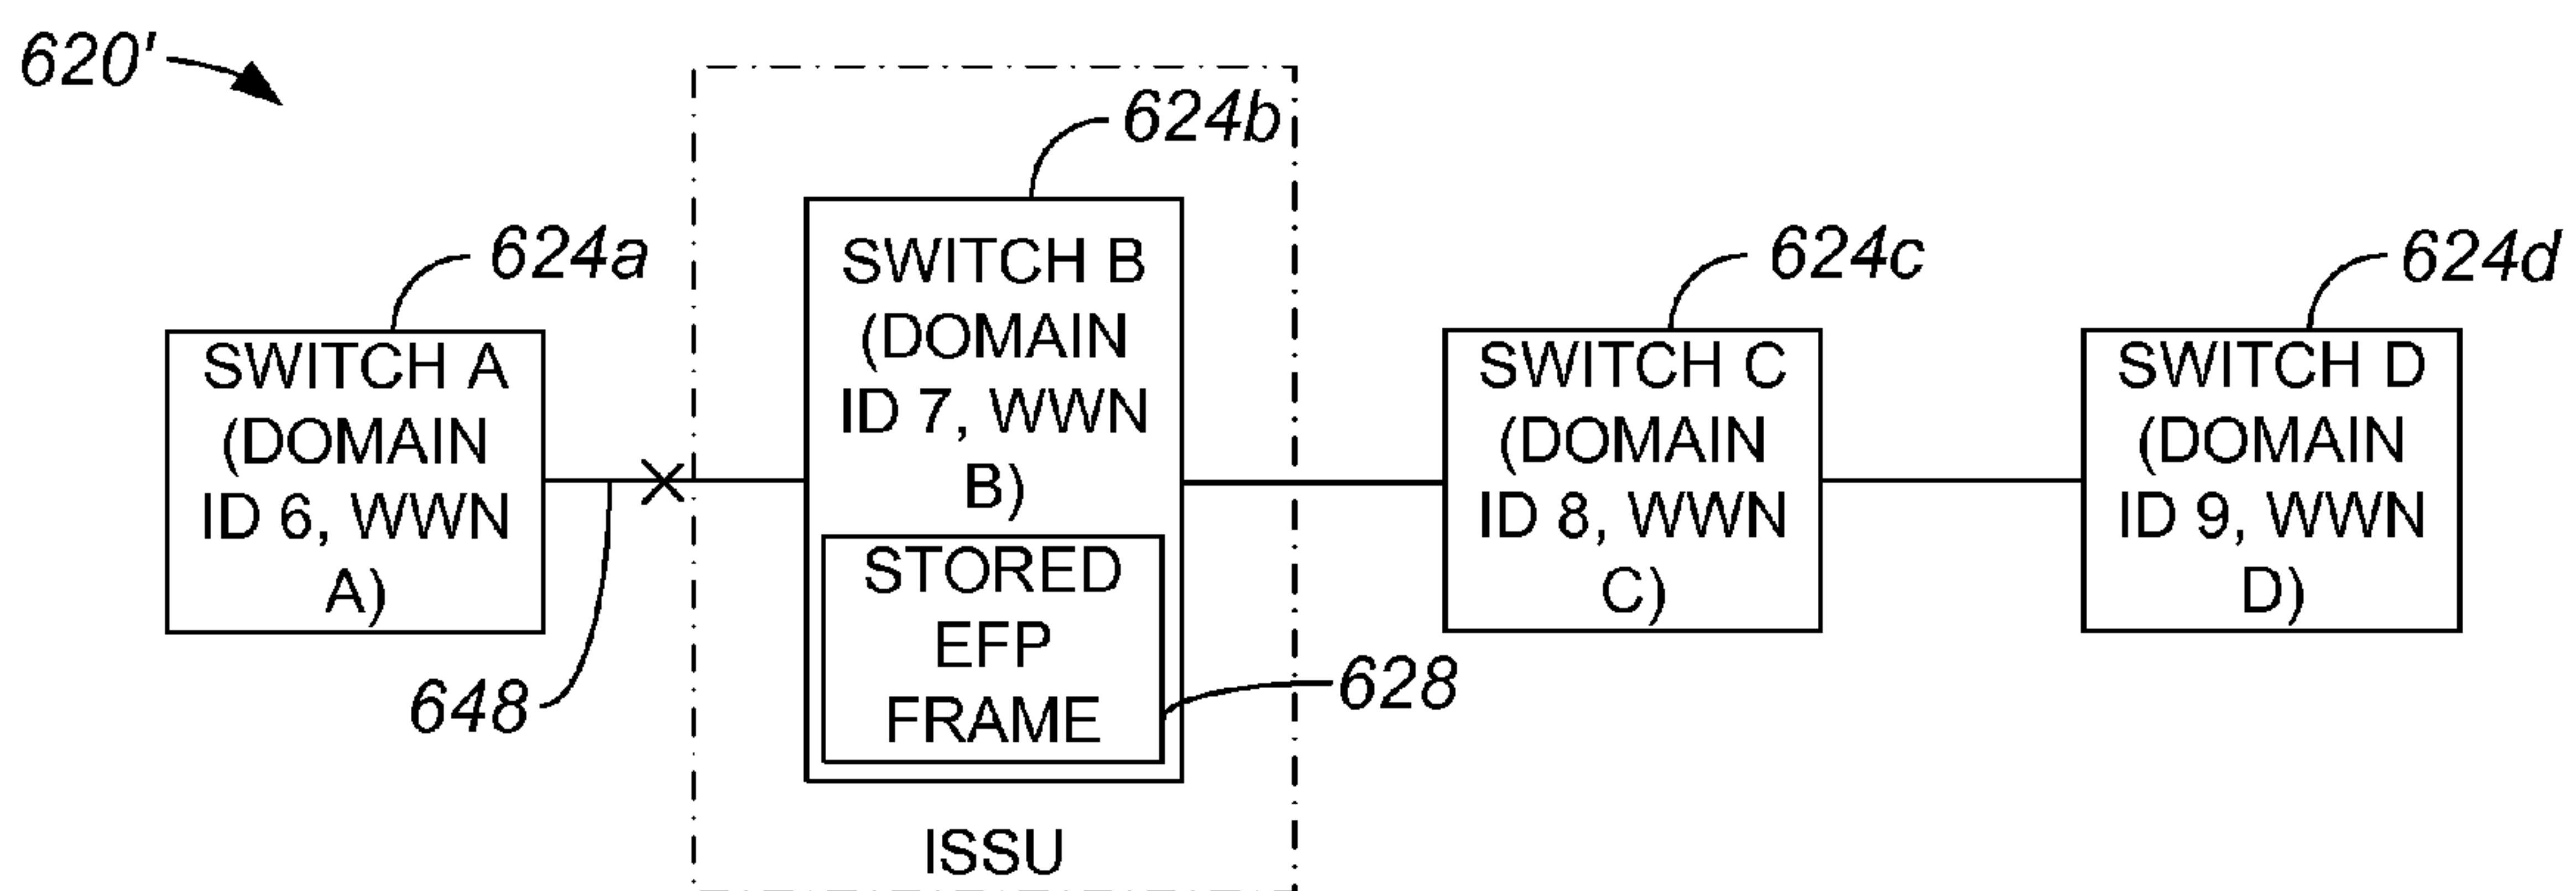 620'
624b
624a
624c
624d
SWITCH A
(DOMAIN
ID 6, WWN
A)
SWITCH B
(DOMAIN
ID 7, WWN
B)
STORED
EFP
FRAME
SWITCH C
(DOMAIN
ID 8, WWN
C)
SWITCH D
(DOMAIN
ID 9, WWN
D)
648
628
ISSU